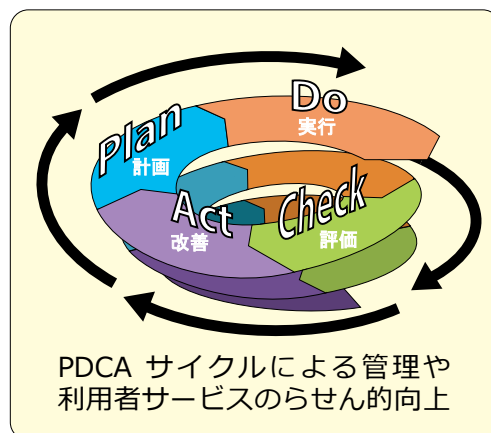 Plan
計画
Do
実行
Check
評価
Act
改善
PDCA サイクルによる管理や
利用者サービスのらせん的向上